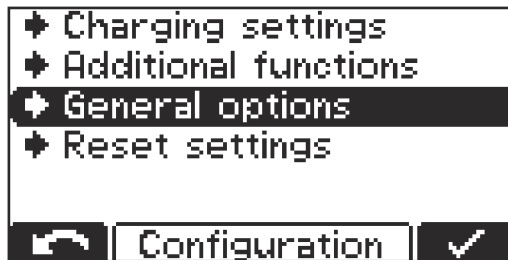 Charging settings
Additional functions
General options
Reset settings
Configuration